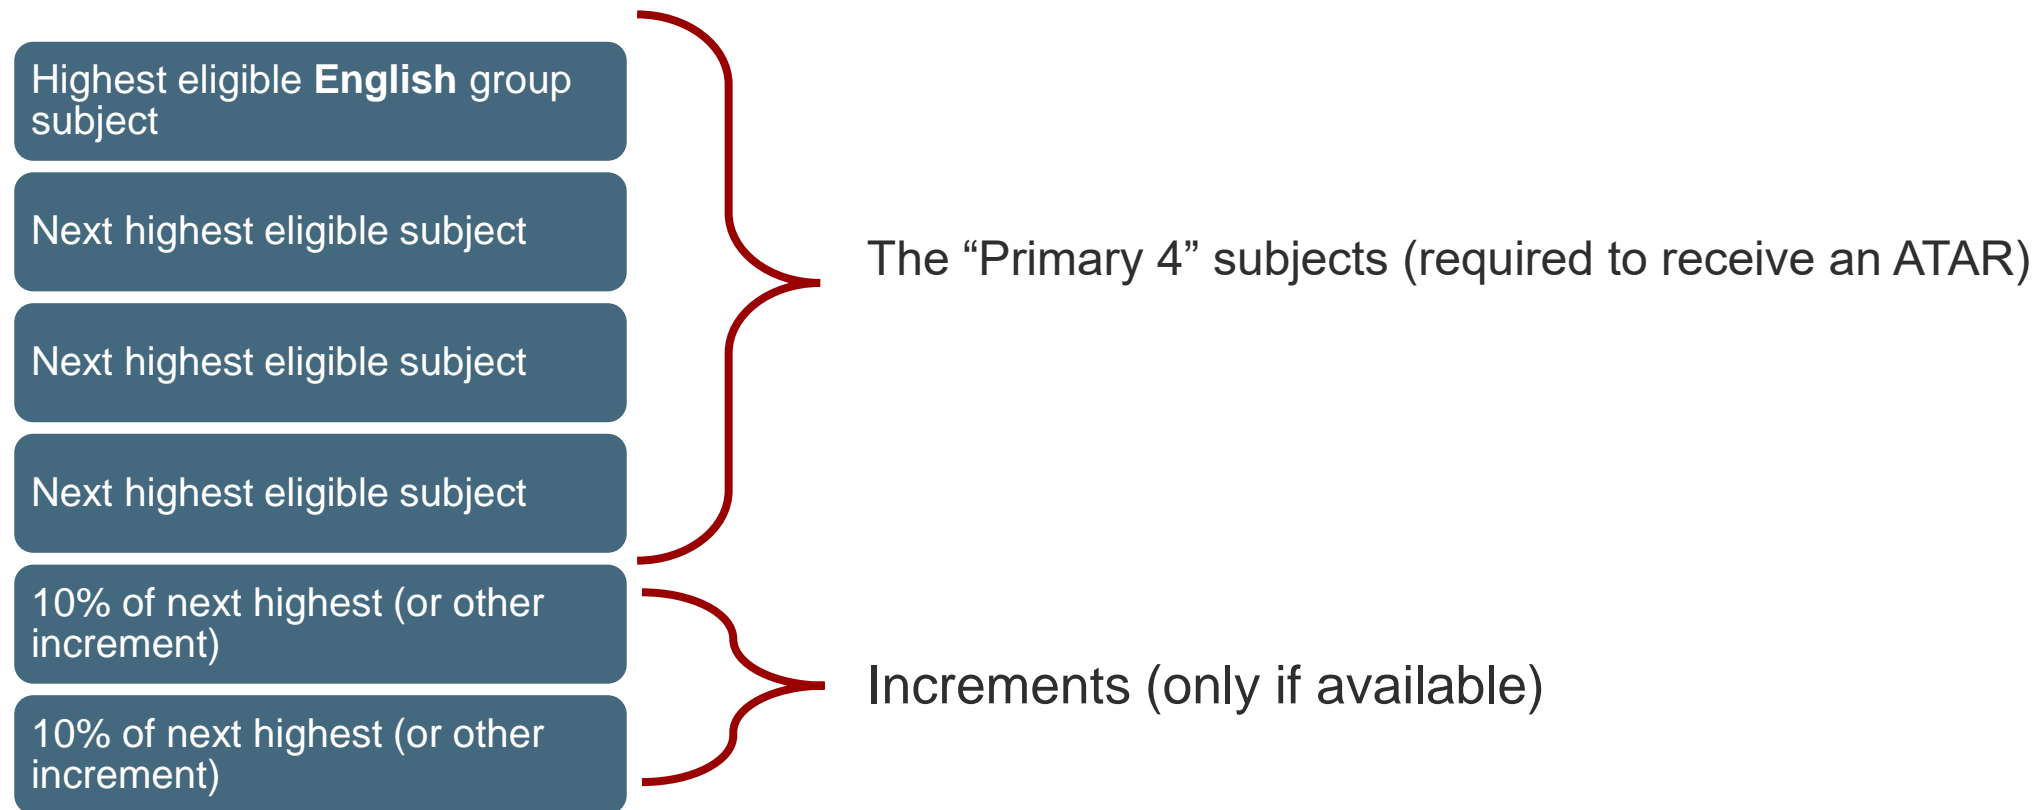 Highest eligible English group
subject
Next highest eligible subject
The “Primary 4” subjects (required to receive an ATAR)
Next highest eligible subject
Next highest eligible subject
10% of next highest (or other
increment)
Increments (only if available)
10% of next highest (or other
increment)